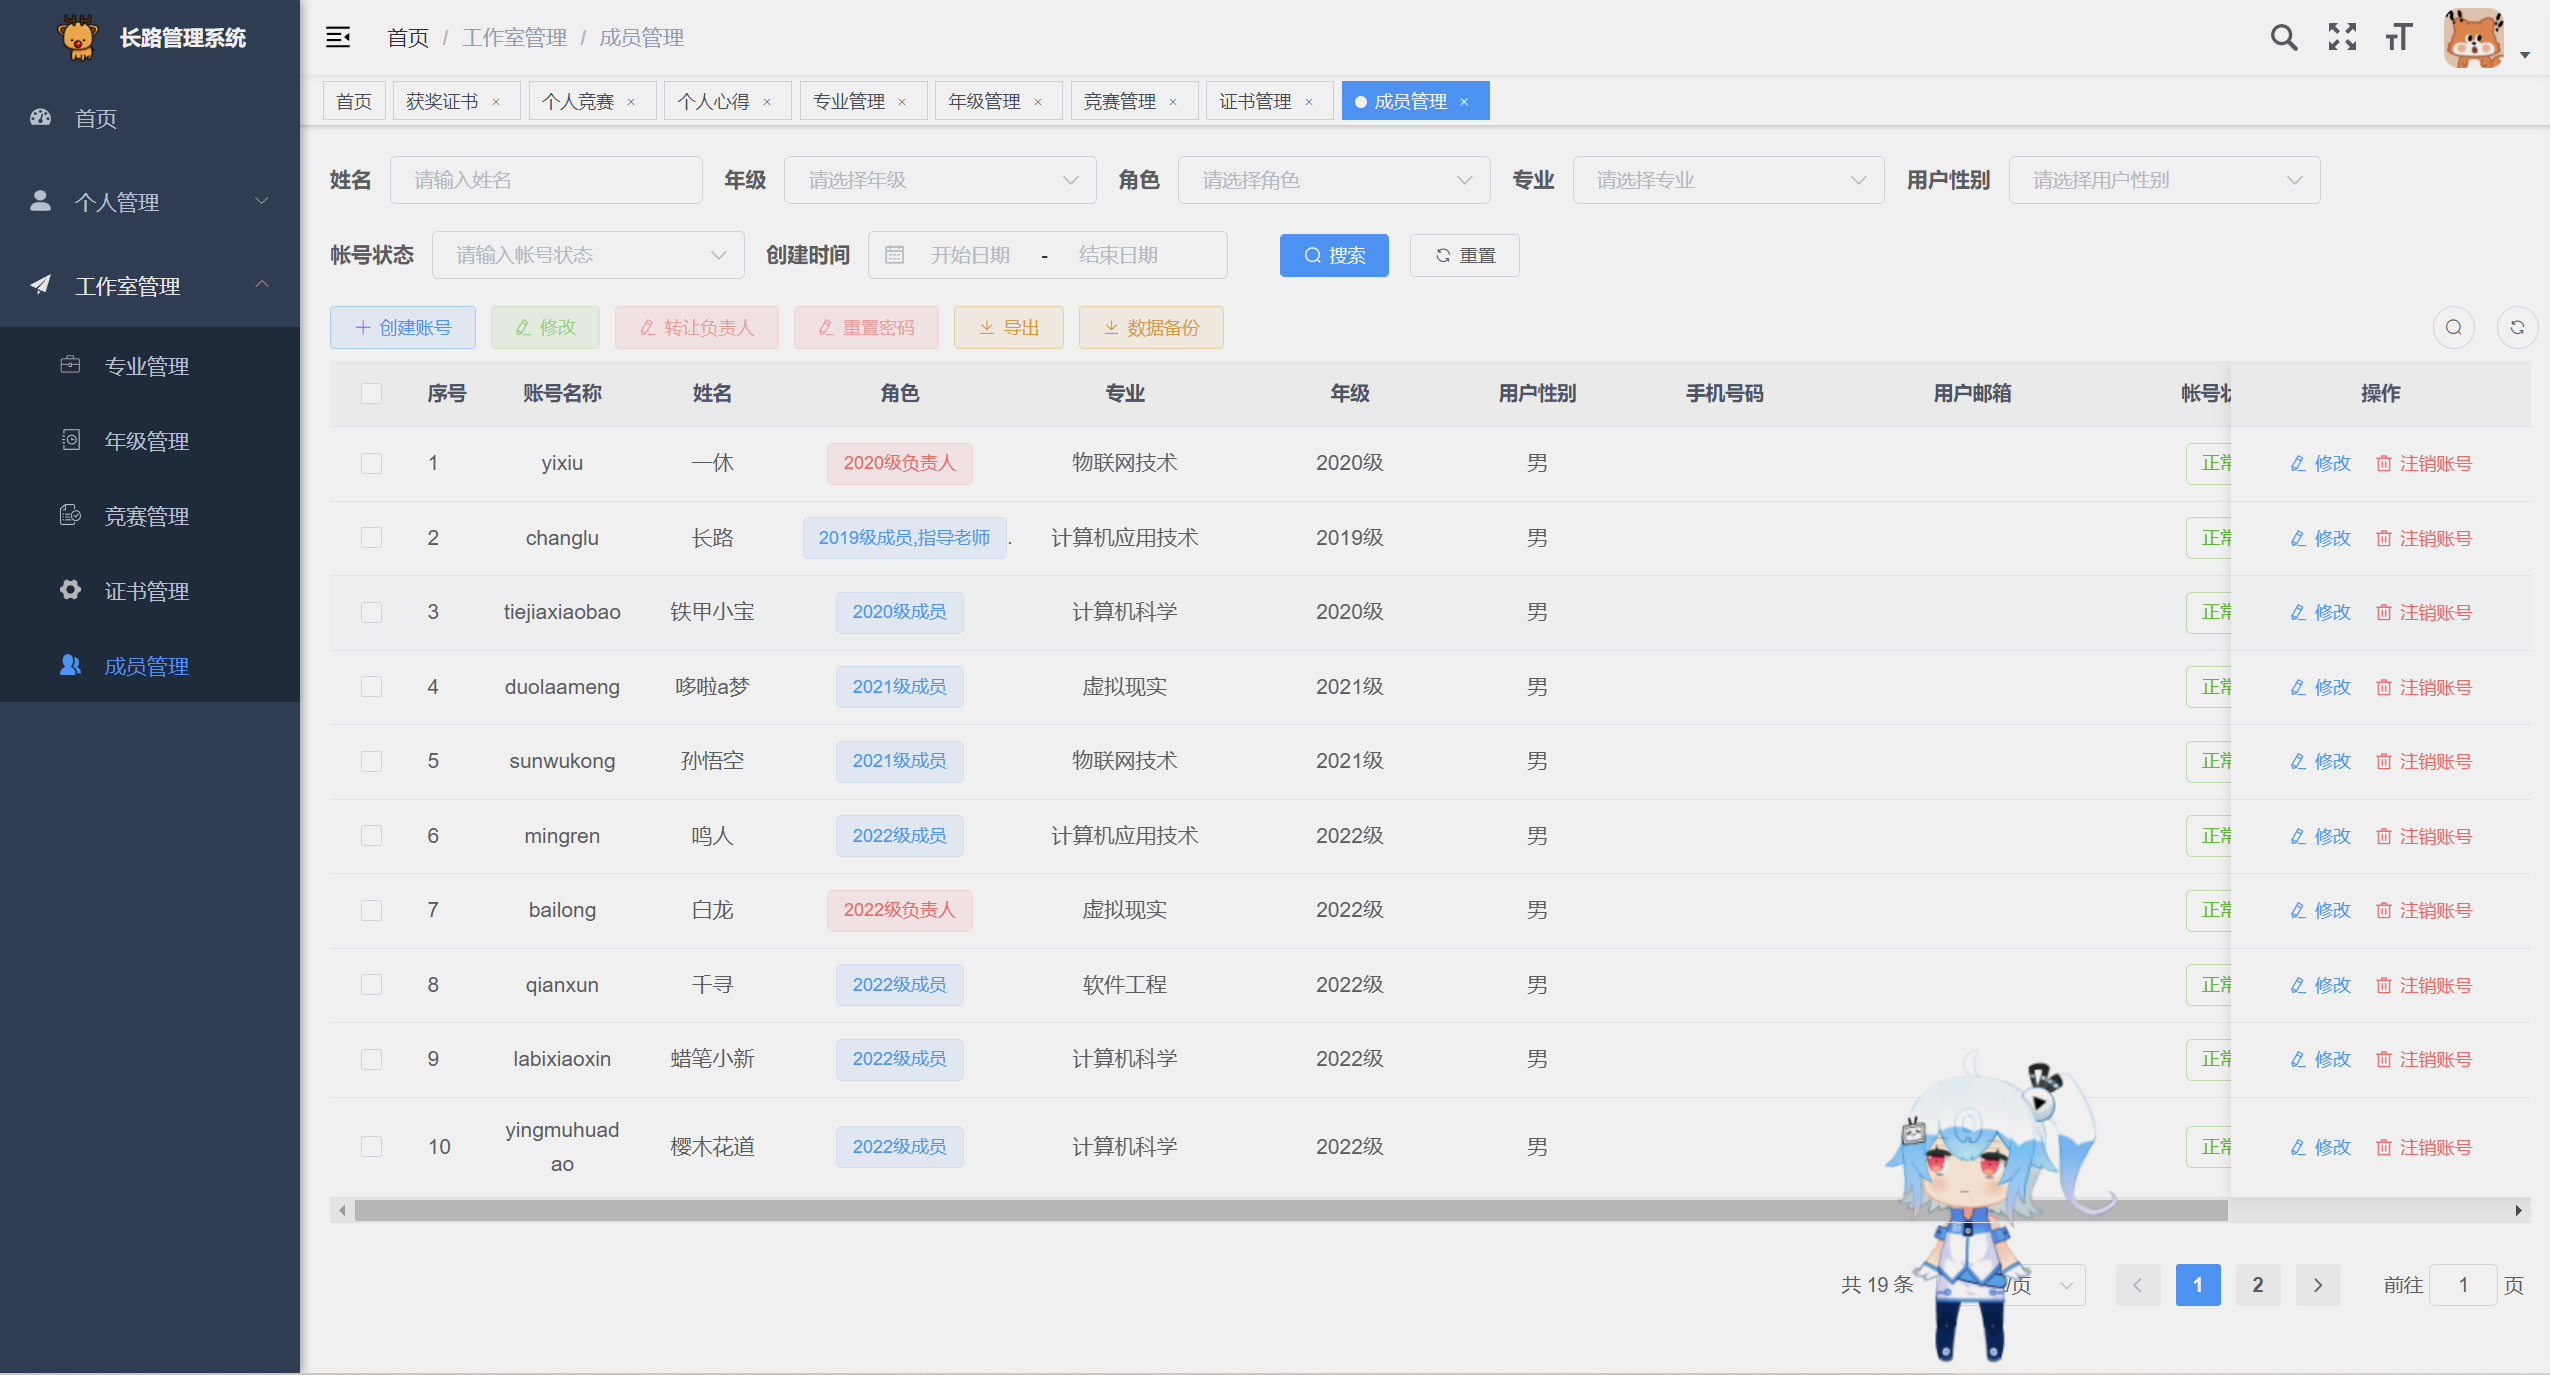 长路管理系统
首页
个人管理
工作室管理
专业管理
年级管理
竞赛管理
证书管理
成员管理
首页 / 工作室管理 / 成员管理
首页 获奖证书 × 个人竞赛 × 个人心得 × 专业管理 × 年级管理 × 竞赛管理 × 证书管理 × 成员管理 ×
姓名 请输入姓名 年级 请选择年级 角色 请选择角色 专业 请选择专业 用户性别 请选择用户性别
帐号状态 请输入帐号状态 创建时间 开始日期 - 结束日期 搜索 重置
创建账号 修改 转让负责人 重置密码 导出 数据备份
序号 账号名称 姓名 角色 专业 年级 用户性别 手机号码 用户邮箱 帐号 操作
1 yixiu 一休 2020级负责人 物联网技术 2020级 男 正常 修改 注销账号
2 changlu 长路 2019级成员,指导老师 . 计算机应用技术 2019级 男 正常 修改 注销账号
3 tiejiaxiaobao 铁甲小宝 2020级成员 计算机科学 2020级 男 正常 修改 注销账号
4 duolaameng 哆啦a梦 2021级成员 虚拟现实 2021级 男 正常 修改 注销账号
5 sunwukong 孙悟空 2021级成员 物联网技术 2021级 男 正常 修改 注销账号
6 mingren 鸣人 2022级成员 计算机应用技术 2022级 男 正常 修改 注销账号
7 bailong 白龙 2022级负责人 虚拟现实 2022级 男 正常 修改 注销账号
8 qianxun 千寻 2022级成员 软件工程 2022级 男 正常 修改 注销账号
9 labixiaoxin 蜡笔小新 2022级成员 计算机科学 2022级 男 正常 修改 注销账号
10 yingmuhuad
ao 樱木花道 2022级成员 计算机科学 2022级 男 正常 修改 注销账号
共 19 条 /页 1 2 前往 1 页